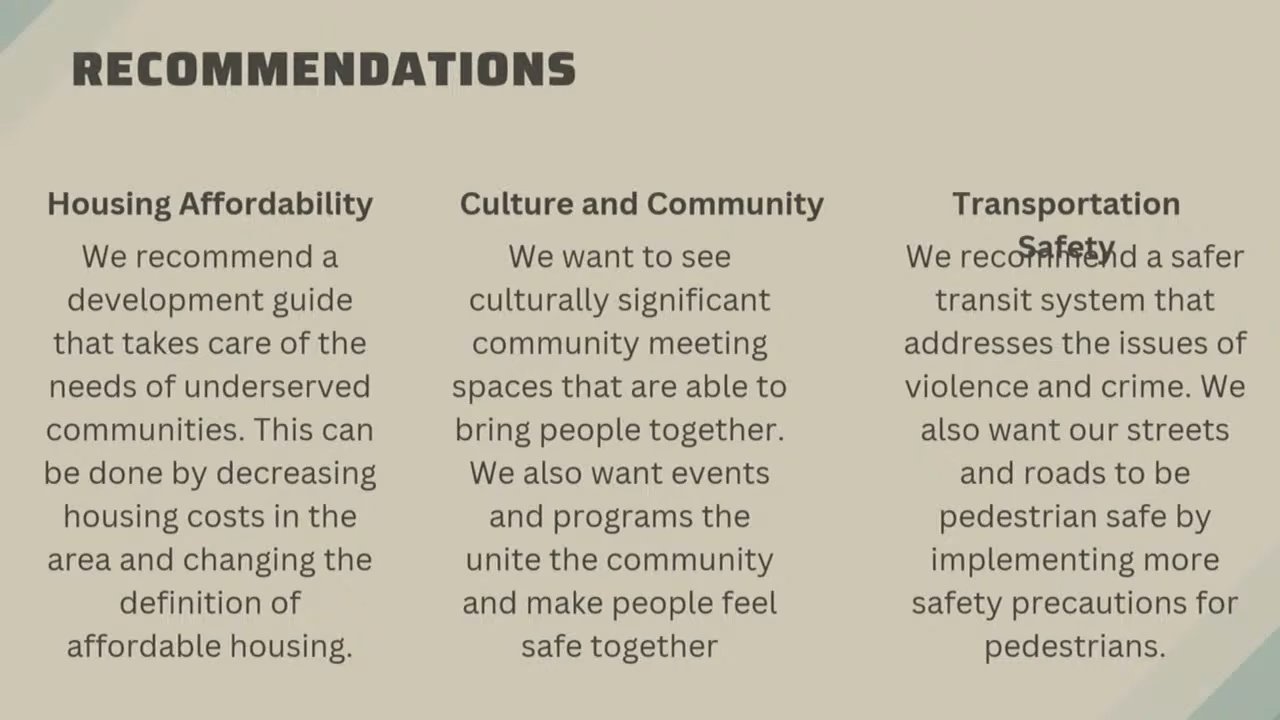 RECOMMENDATIONS
Housing Affordability
We recommend a
development guide
that takes care of the
needs of underserved
communities. This can
be done by decreasing
housing costs in the
area and changing the
definition of
affordable housing.
Culture and Community
We want to see
culturally significant
community meeting
spaces that are able to
bring people together.
We also want events
and programs the
unite the community
and make people feel
safe together
Transportation
Safety
We recommend a safer
transit system that
addresses the issues of
violence and crime. We
also want our streets
and roads to be
pedestrian safe by
implementing more
safety precautions for
pedestrians.